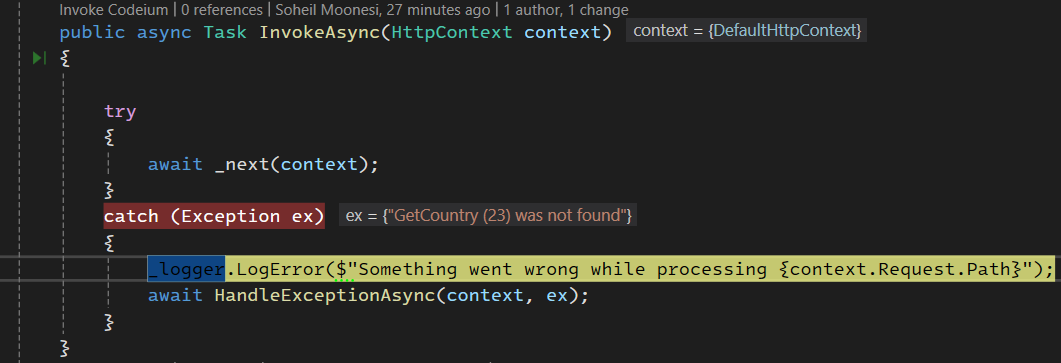 Invoke Codeium | 0 references | Soheil Moonesi, 27 minutes ago | 1 author, 1 change
public async Task InvokeAsync(HttpContext context) context = {DefaultHttpContext}
{
try
{
await _next(context);
}
catch (Exception ex) ex = {"GetCountry (23) was not found"}
{
_logger.LogError($"Something went wrong while processing {context.Request.Path}");
await HandleExceptionAsync(context, ex);
}
}